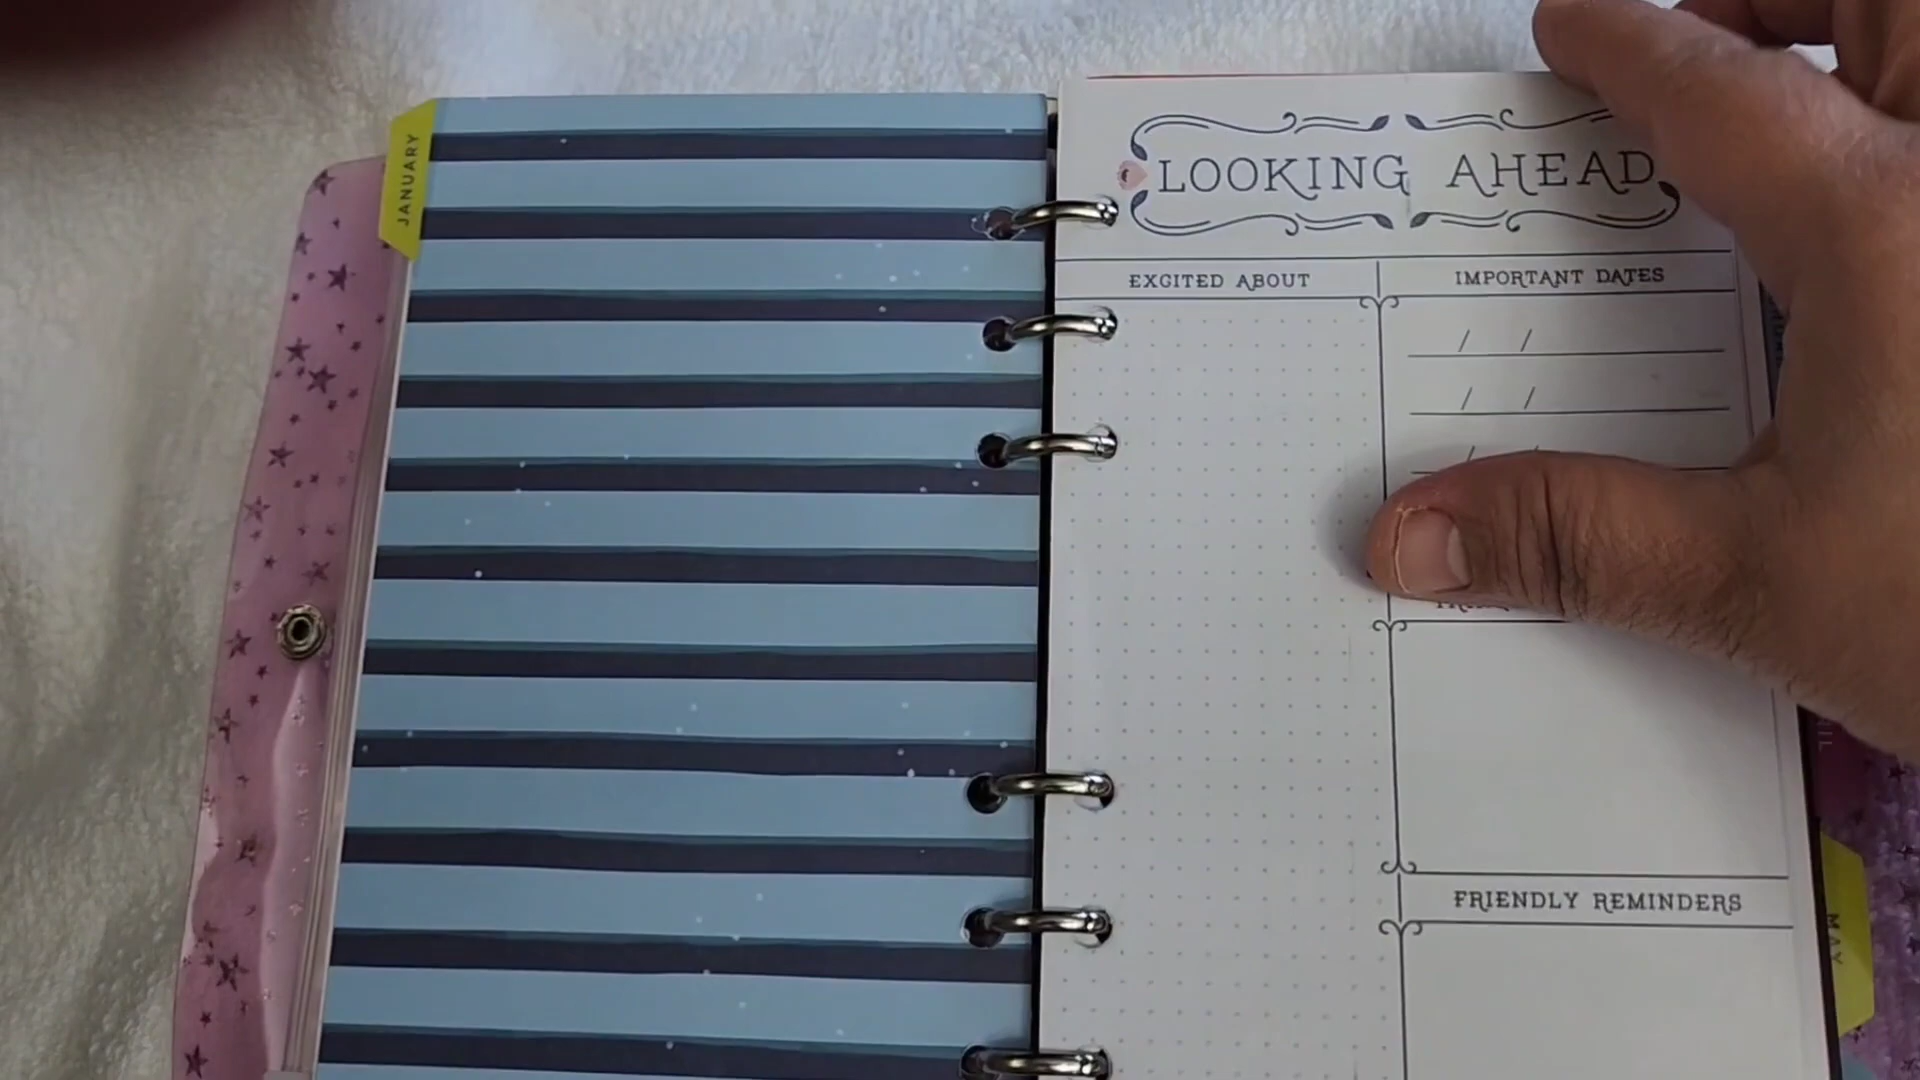 JANUARY
LOOKING AHEAD
EXCITED ABOUT
IMPORTANT DATES
/ /
/ /
FRIENDLY REMINDERS
MAY